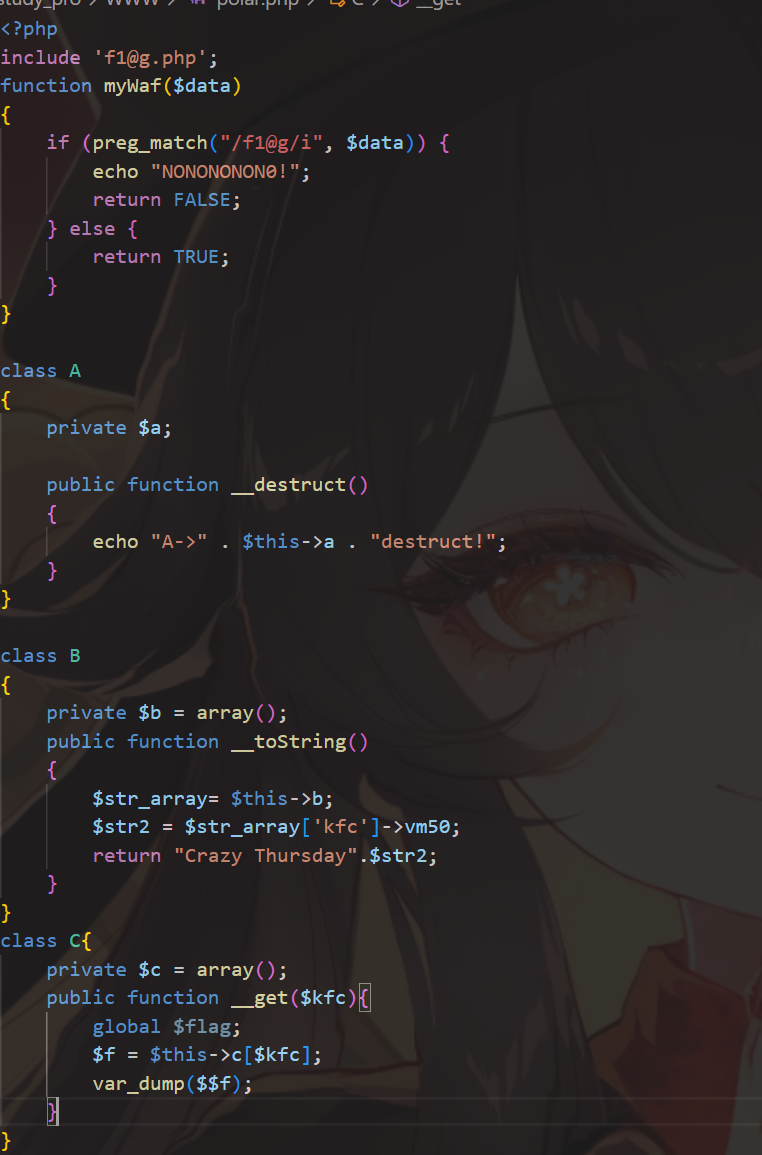 study_pro > WWW > polar.php > C > __get
<?php
include 'f1@g.php';
function myWaf($data)
{
    if (preg_match("/f1@g/i", $data)) {
        echo "NONONONON0!";
        return FALSE;
    } else {
        return TRUE;
    }
}

class A
{
    private $a;

    public function __destruct()
    {
        echo "A->" . $this->a . "destruct!";
    }
}

class B
{
    private $b = array();
    public function __toString()
    {
        $str_array= $this->b;
        $str2 = $str_array['kfc']->vm50;
        return "Crazy Thursday".$str2;
    }
}
class C{
    private $c = array();
    public function __get($kfc){
        global $flag;
        $f = $this->c[$kfc];
        var_dump($$f);
    }
}